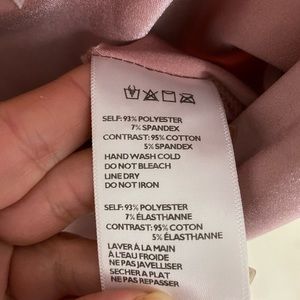 SELF: 93% POLYESTER
7% SPANDEX
CONTRAST: 95% COTTON
5% SPANDEX
HAND WASH COLD
DO NOT BLEACH
LINE DRY
DO NOT IRON
SELF: 93% POLYESTER
7% ÉLASTHANNE
CONTRAST: 95% COTON
5% ÉLASTHANNE
LAVER À LA MAIN
À L'EAU FROIDE
NE PAS JAVELLISER
SECHER A PLAT
NE PAS REPASSER